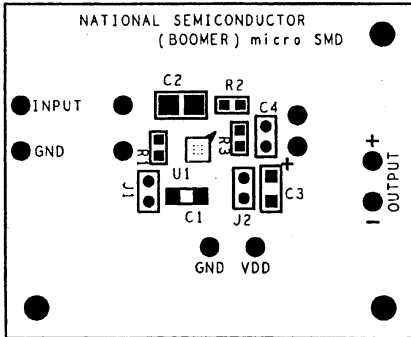 NATIONAL SEMICONDUCTOR
(BOOMER) micro SMD
C2
R2
INPUT
C4
+
GND
R1
U1
R3
+
OUTPUT
J1
C1
J2
C3
-
GND VDD